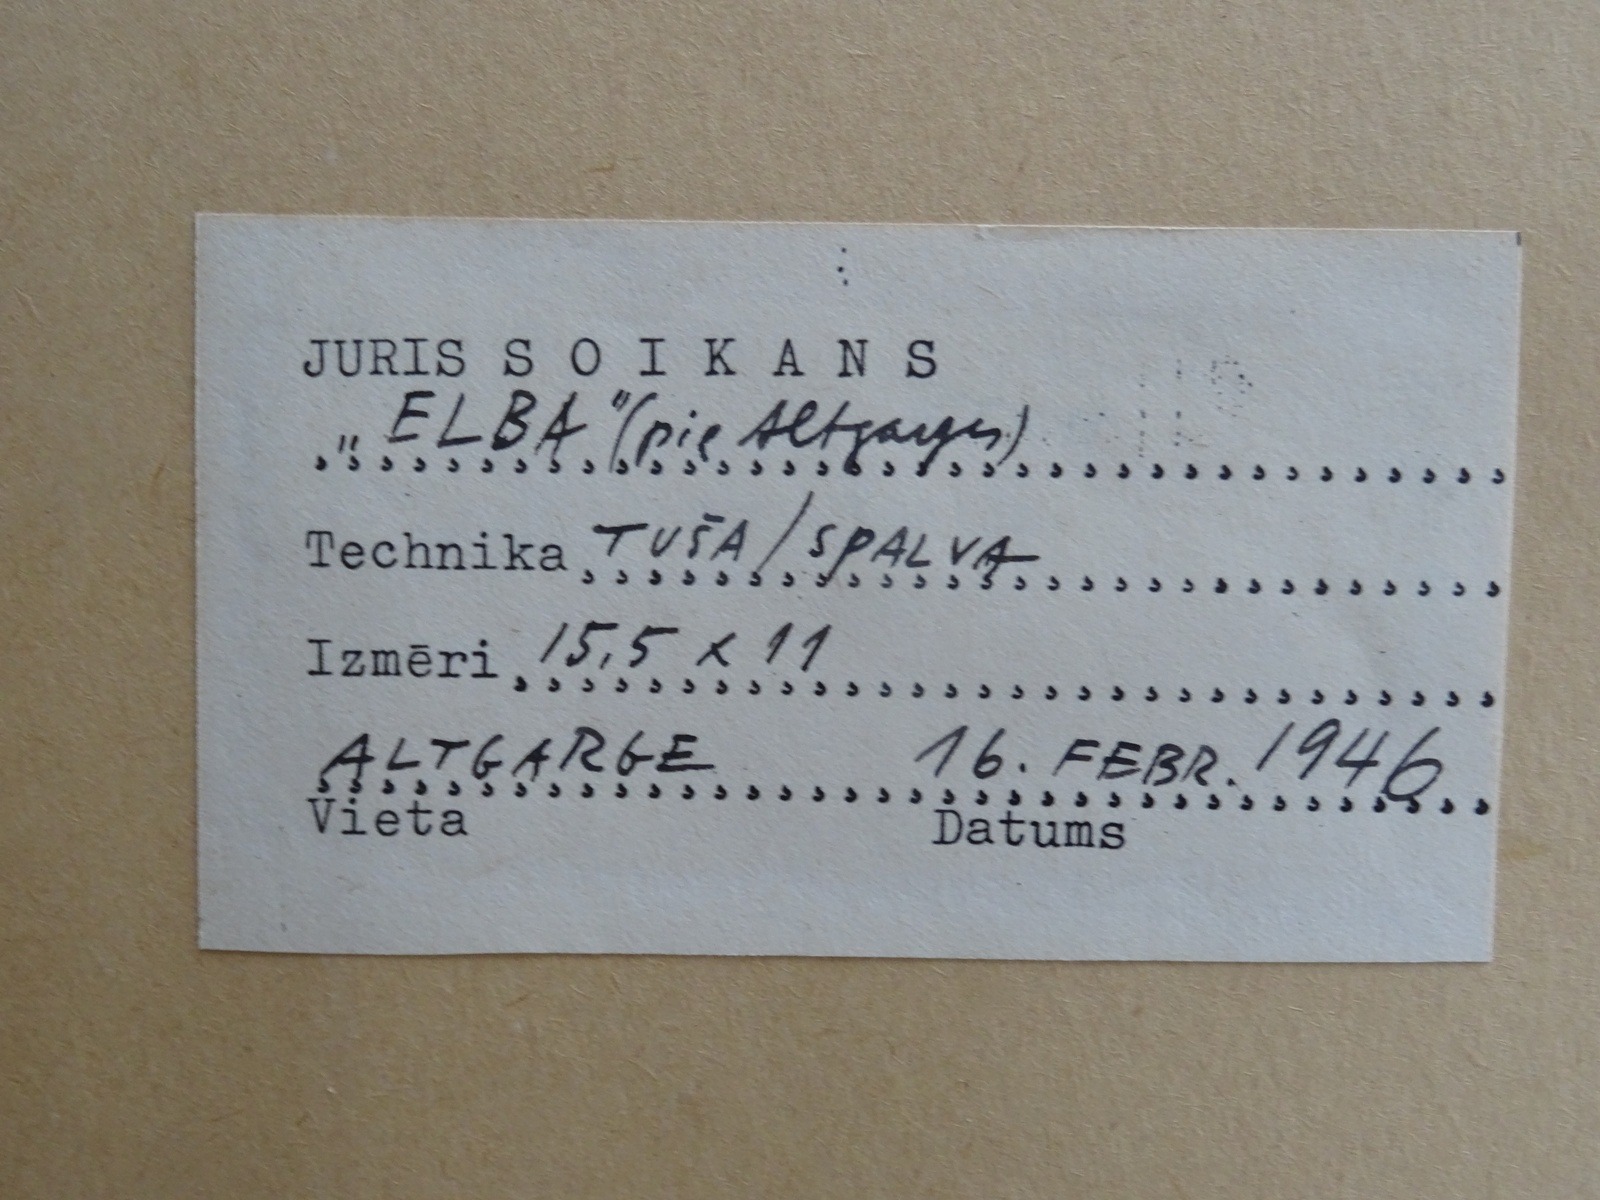 JURIS S O I K A N S
„ELBA” (pie Altgarges)
Technika TUŠA / SPALVA
Izmēri 15,5 x 11
ALTGARGE 16. FEBR. 1946
Vieta Datums